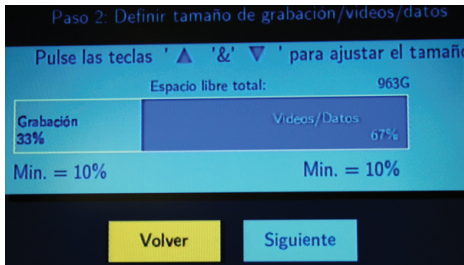 Paso 2: Definir tamaño de grabación/videos/datos
Pulse las teclas ' ▲ '&' ▼ ' para ajustar el tamaño
Espacio libre total: 963G
Grabación Videos/Datos
33% 67%
Min. = 10% Min. = 10%
Volver Siguiente